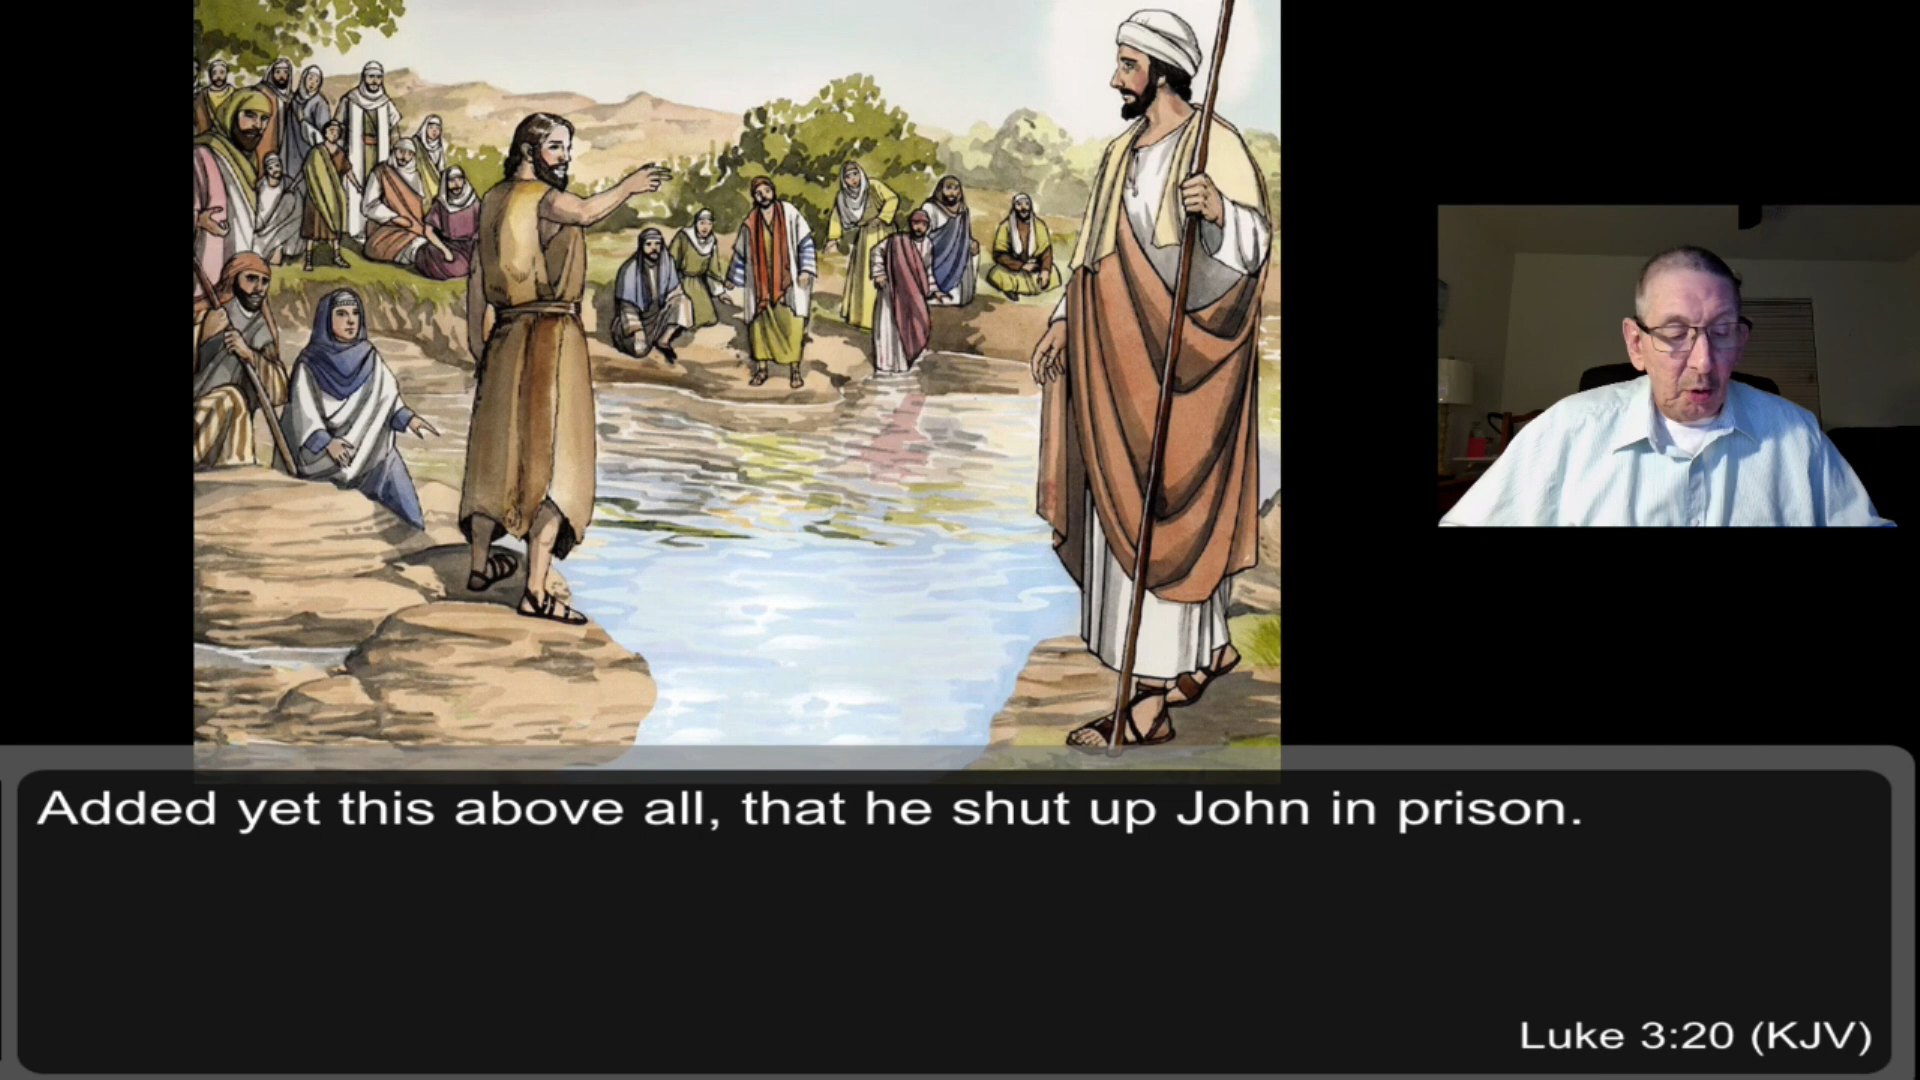 Added yet this above all, that he shut up John in prison.
Luke 3:20 (KJV)